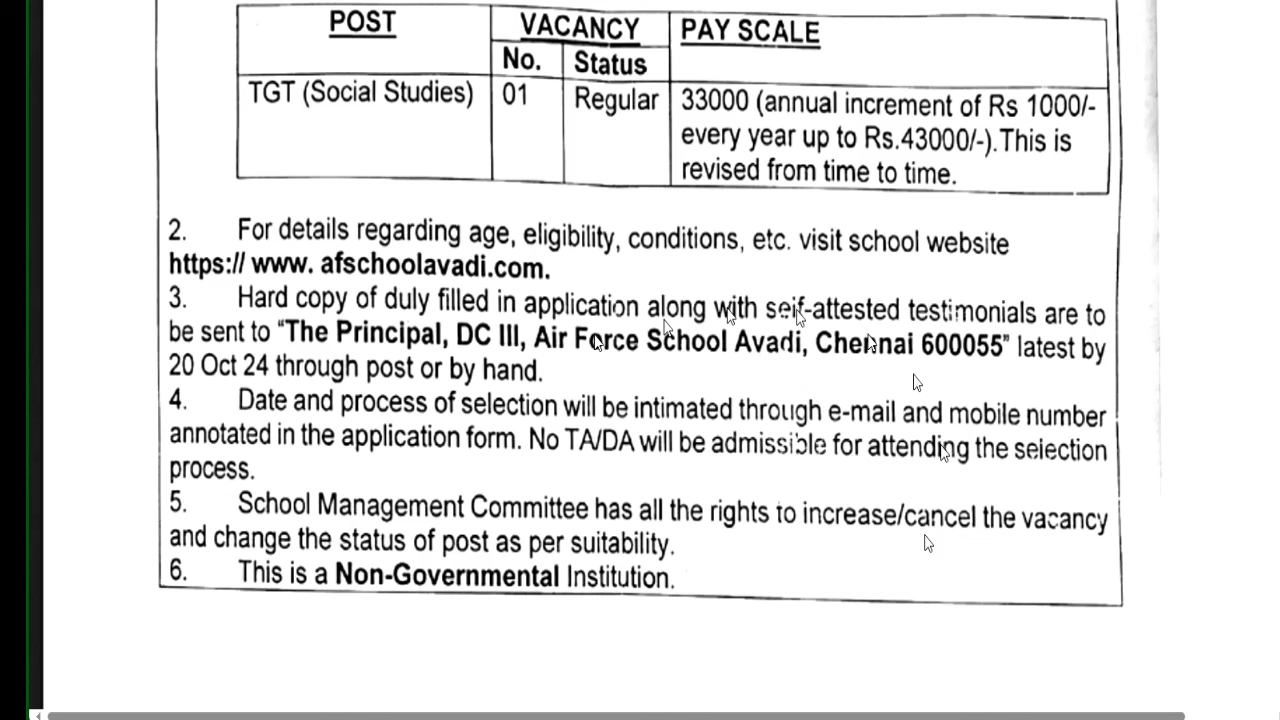 POST VACANCY PAY SCALE
No. Status
TGT (Social Studies) 01 Regular 33000 (annual increment of Rs 1000/-
every year up to Rs.43000/-).This is
revised from time to time.
2. For details regarding age, eligibility, conditions, etc. visit school website
https:// www. afschoolavadi.com.
3. Hard copy of duly filled in application along with self-attested testimonials are to
be sent to "The Principal, DC III, Air Force School Avadi, Chennai 600055" latest by
20 Oct 24 through post or by hand.
4. Date and process of selection will be intimated through e-mail and mobile number
annotated in the application form. No TA/DA will be admissible for attending the selection
process.
5. School Management Committee has all the rights to increase/cancel the vacancy
and change the status of post as per suitability.
6. This is a Non-Governmental Institution.